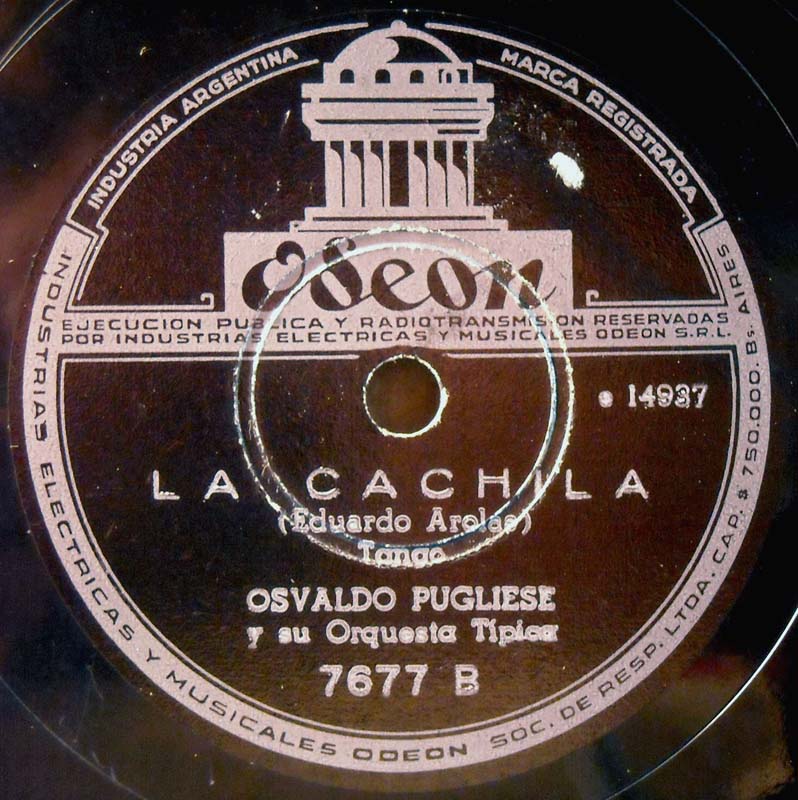 INDUSTRIA ARGENTINA
MARCA REGISTRADA
Odeon
EJECUCION PUBLICA Y RADIOTRANSMISION RESERVADAS
POR INDUSTRIAS ELECTRICAS Y MUSICALES ODEON S.R.L.
e 14937
LA CACHILA
(Eduardo Arolas)
Tango
OSVALDO PUGLIESE
y su Orquesta Típica
7677 B
INDUSTRIAS ELECTRICAS Y MUSICALES ODEON SOC. DE RESP. LTDA. CAP. $ 750.000. Bs. AIRES